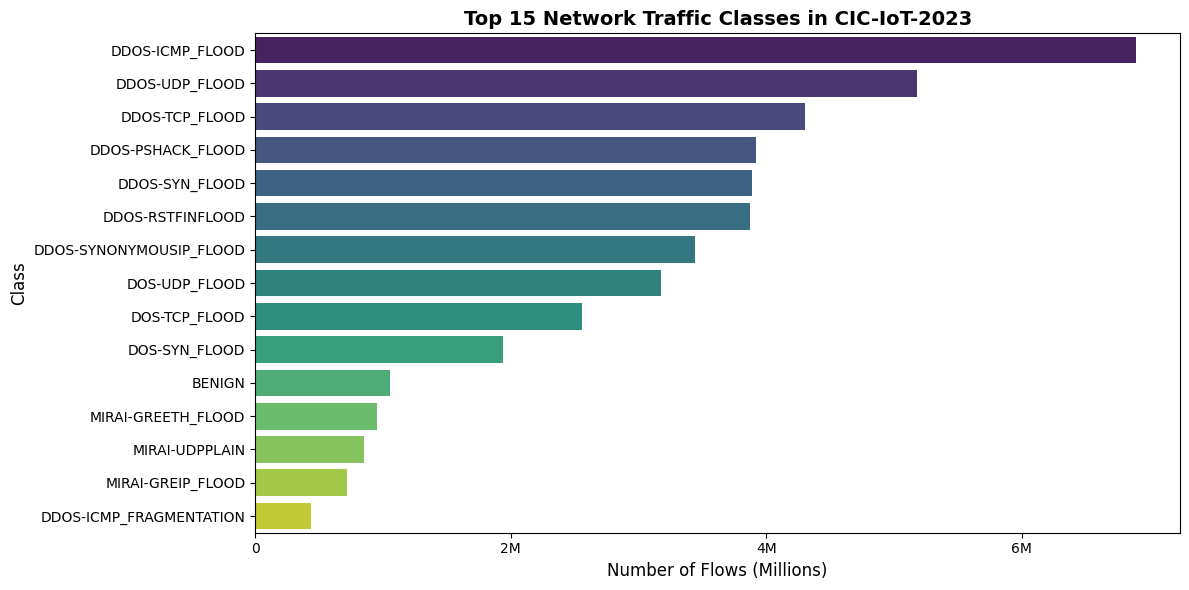 Top 15 Network Traffic Classes in CIC-IoT-2023
Class
DDOS-ICMP_FLOOD
DDOS-UDP_FLOOD
DDOS-TCP_FLOOD
DDOS-PSHACK_FLOOD
DDOS-SYN_FLOOD
DDOS-RSTFINFLOOD
DDOS-SYNONYMOUSIP_FLOOD
DOS-UDP_FLOOD
DOS-TCP_FLOOD
DOS-SYN_FLOOD
BENIGN
MIRAI-GREETH_FLOOD
MIRAI-UDPPLAIN
MIRAI-GREIP_FLOOD
DDOS-ICMP_FRAGMENTATION
0 2M 4M 6M
Number of Flows (Millions)